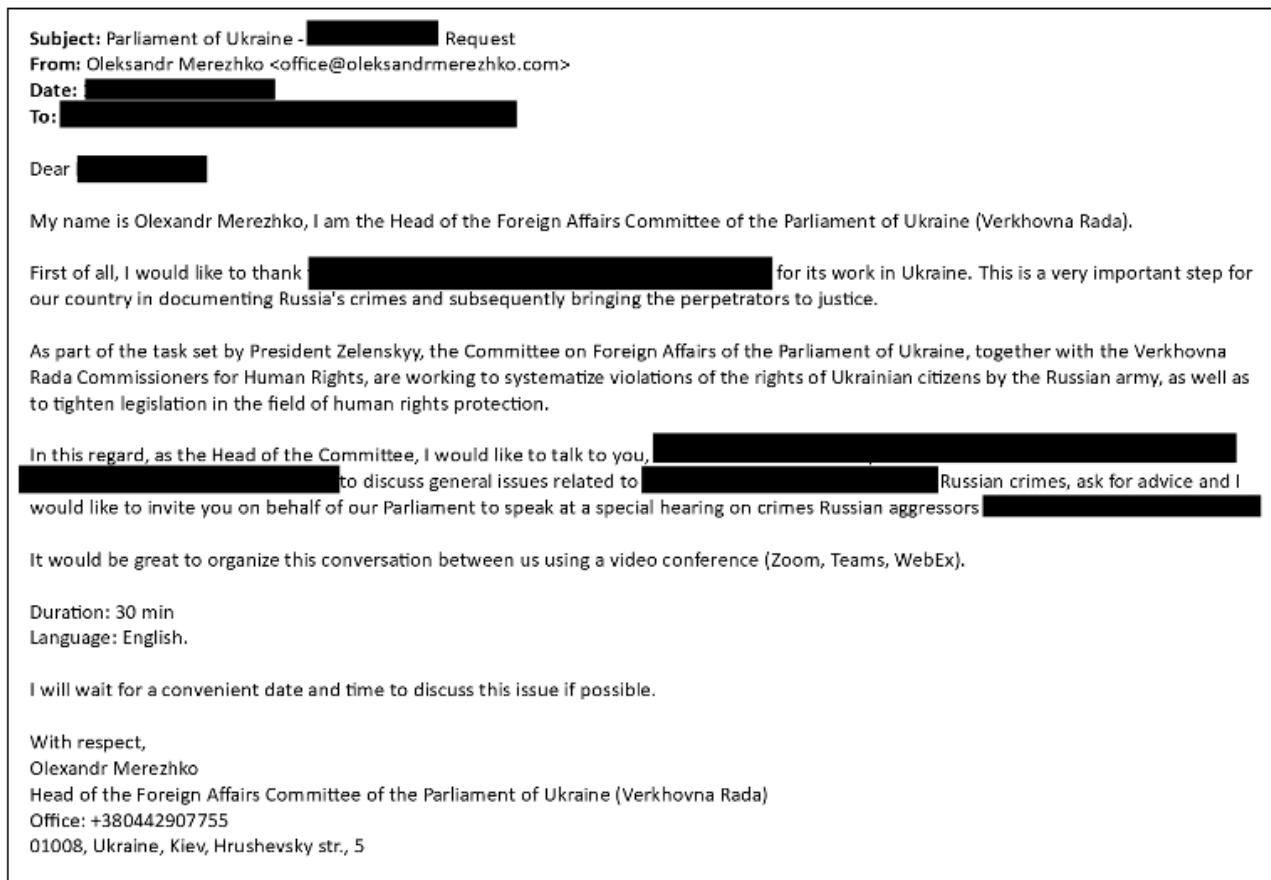 Subject: Parliament of Ukraine - Request
From: Oleksandr Merezhko <office@oleksandrmerezhko.com>
Date:
To:
Dear
My name is Olexandr Merezhko, I am the Head of the Foreign Affairs Committee of the Parliament of Ukraine (Verkhovna Rada).
First of all, I would like to thank for its work in Ukraine. This is a very important step for
our country in documenting Russia's crimes and subsequently bringing the perpetrators to justice.
As part of the task set by President Zelenskyy, the Committee on Foreign Affairs of the Parliament of Ukraine, together with the Verkhovna
Rada Commissioners for Human Rights, are working to systematize violations of the rights of Ukrainian citizens by the Russian army, as well as
to tighten legislation in the field of human rights protection.
In this regard, as the Head of the Committee, I would like to talk to you,
to discuss general issues related to Russian crimes, ask for advice and I
would like to invite you on behalf of our Parliament to speak at a special hearing on crimes Russian aggressors
It would be great to organize this conversation between us using a video conference (Zoom, Teams, WebEx).
Duration: 30 min
Language: English.
I will wait for a convenient date and time to discuss this issue if possible.
With respect,
Olexandr Merezhko
Head of the Foreign Affairs Committee of the Parliament of Ukraine (Verkhovna Rada)
Office: +380442907755
01008, Ukraine, Kiev, Hrushevsky str., 5